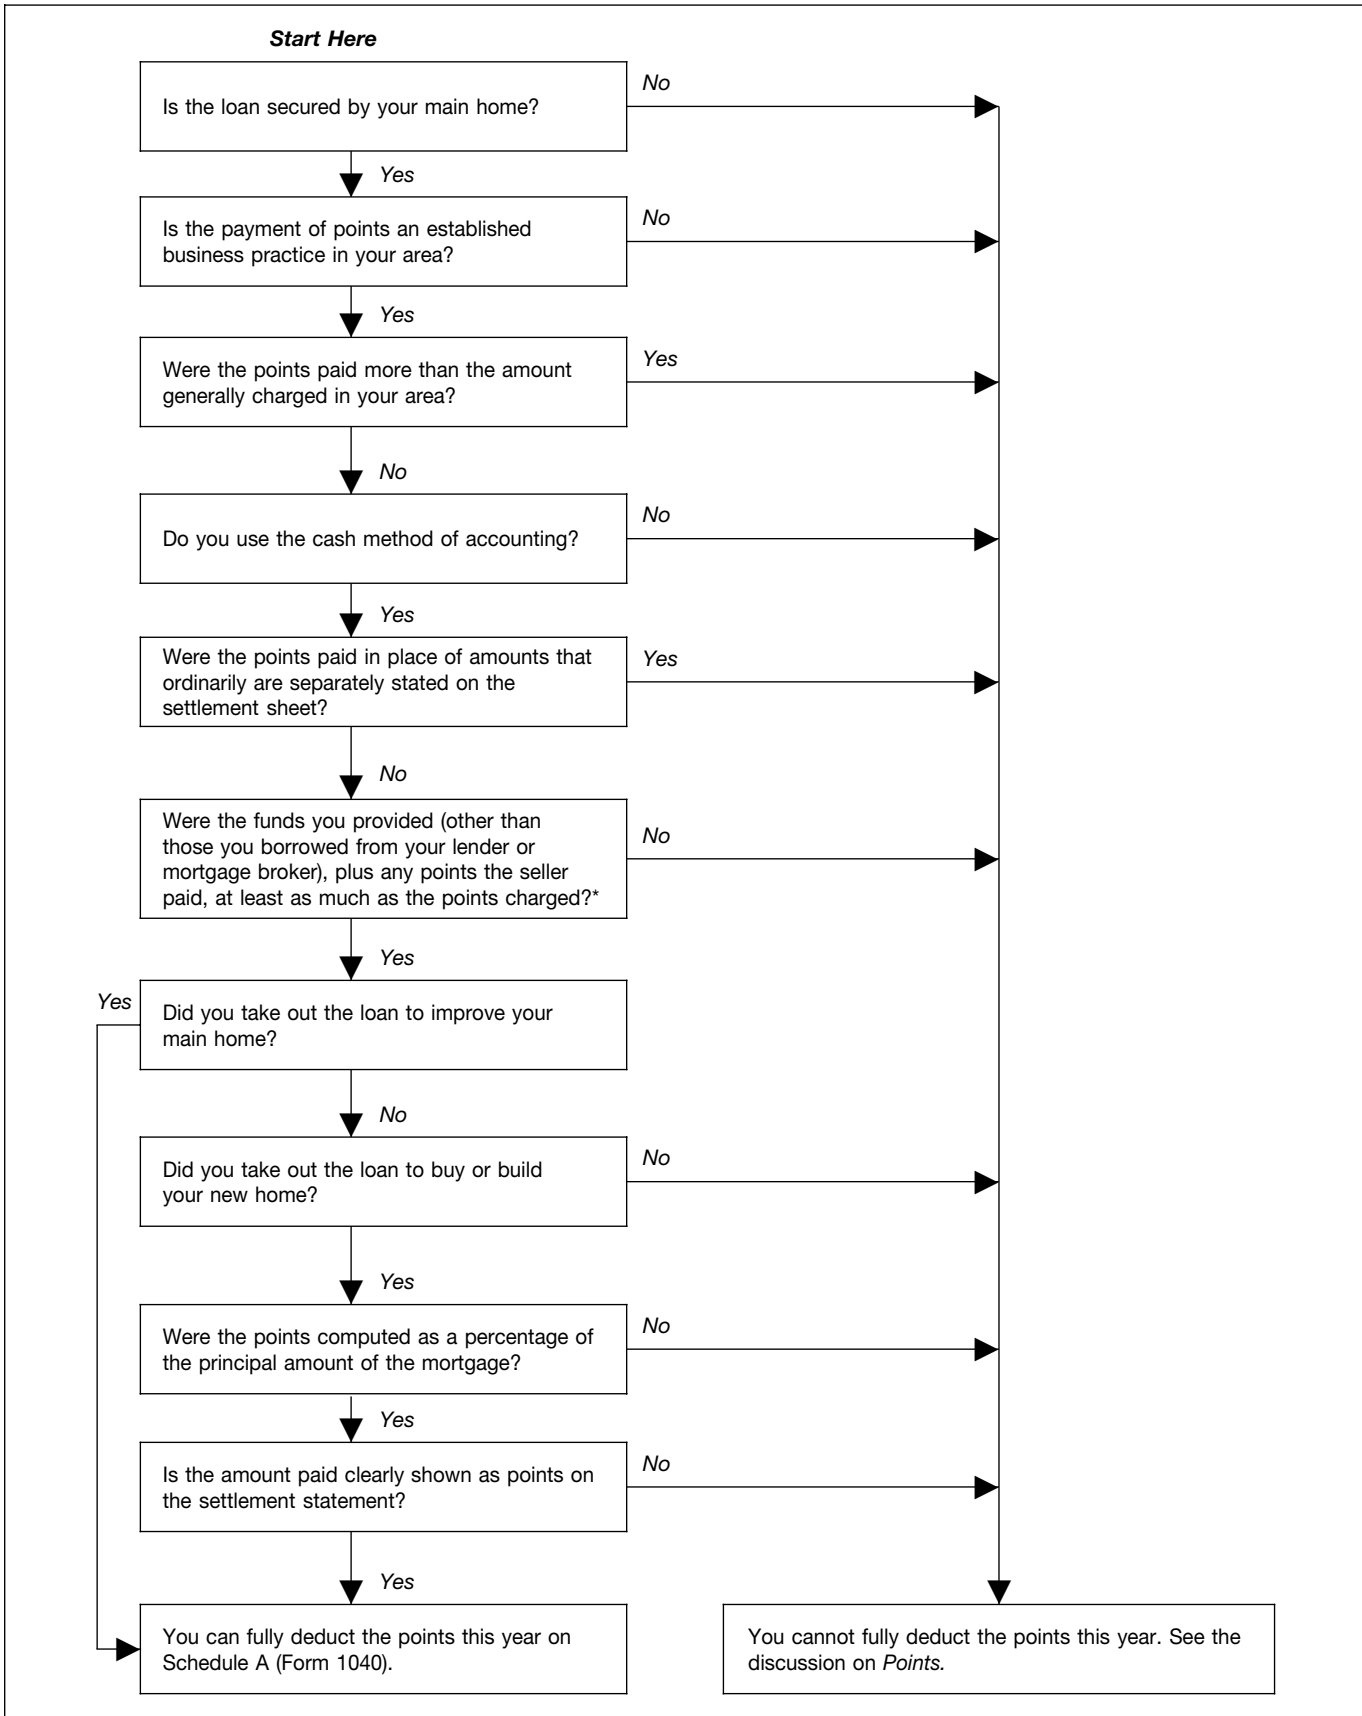 Start Here
Is the loan secured by your main home?
No
Yes
Is the payment of points an established
business practice in your area?
No
Yes
Were the points paid more than the amount
generally charged in your area?
Yes
No
Do you use the cash method of accounting?
No
Yes
Were the points paid in place of amounts that
ordinarily are separately stated on the
settlement sheet?
Yes
No
Were the funds you provided (other than
those you borrowed from your lender or
mortgage broker), plus any points the seller
paid, at least as much as the points charged?*
No
Yes
Yes
Did you take out the loan to improve your
main home?
No
Did you take out the loan to buy or build
your new home?
No
Yes
Were the points computed as a percentage of
the principal amount of the mortgage?
No
Yes
Is the amount paid clearly shown as points on
the settlement statement?
No
Yes
You can fully deduct the points this year on
Schedule A (Form 1040).
You cannot fully deduct the points this year. See the
discussion on Points.